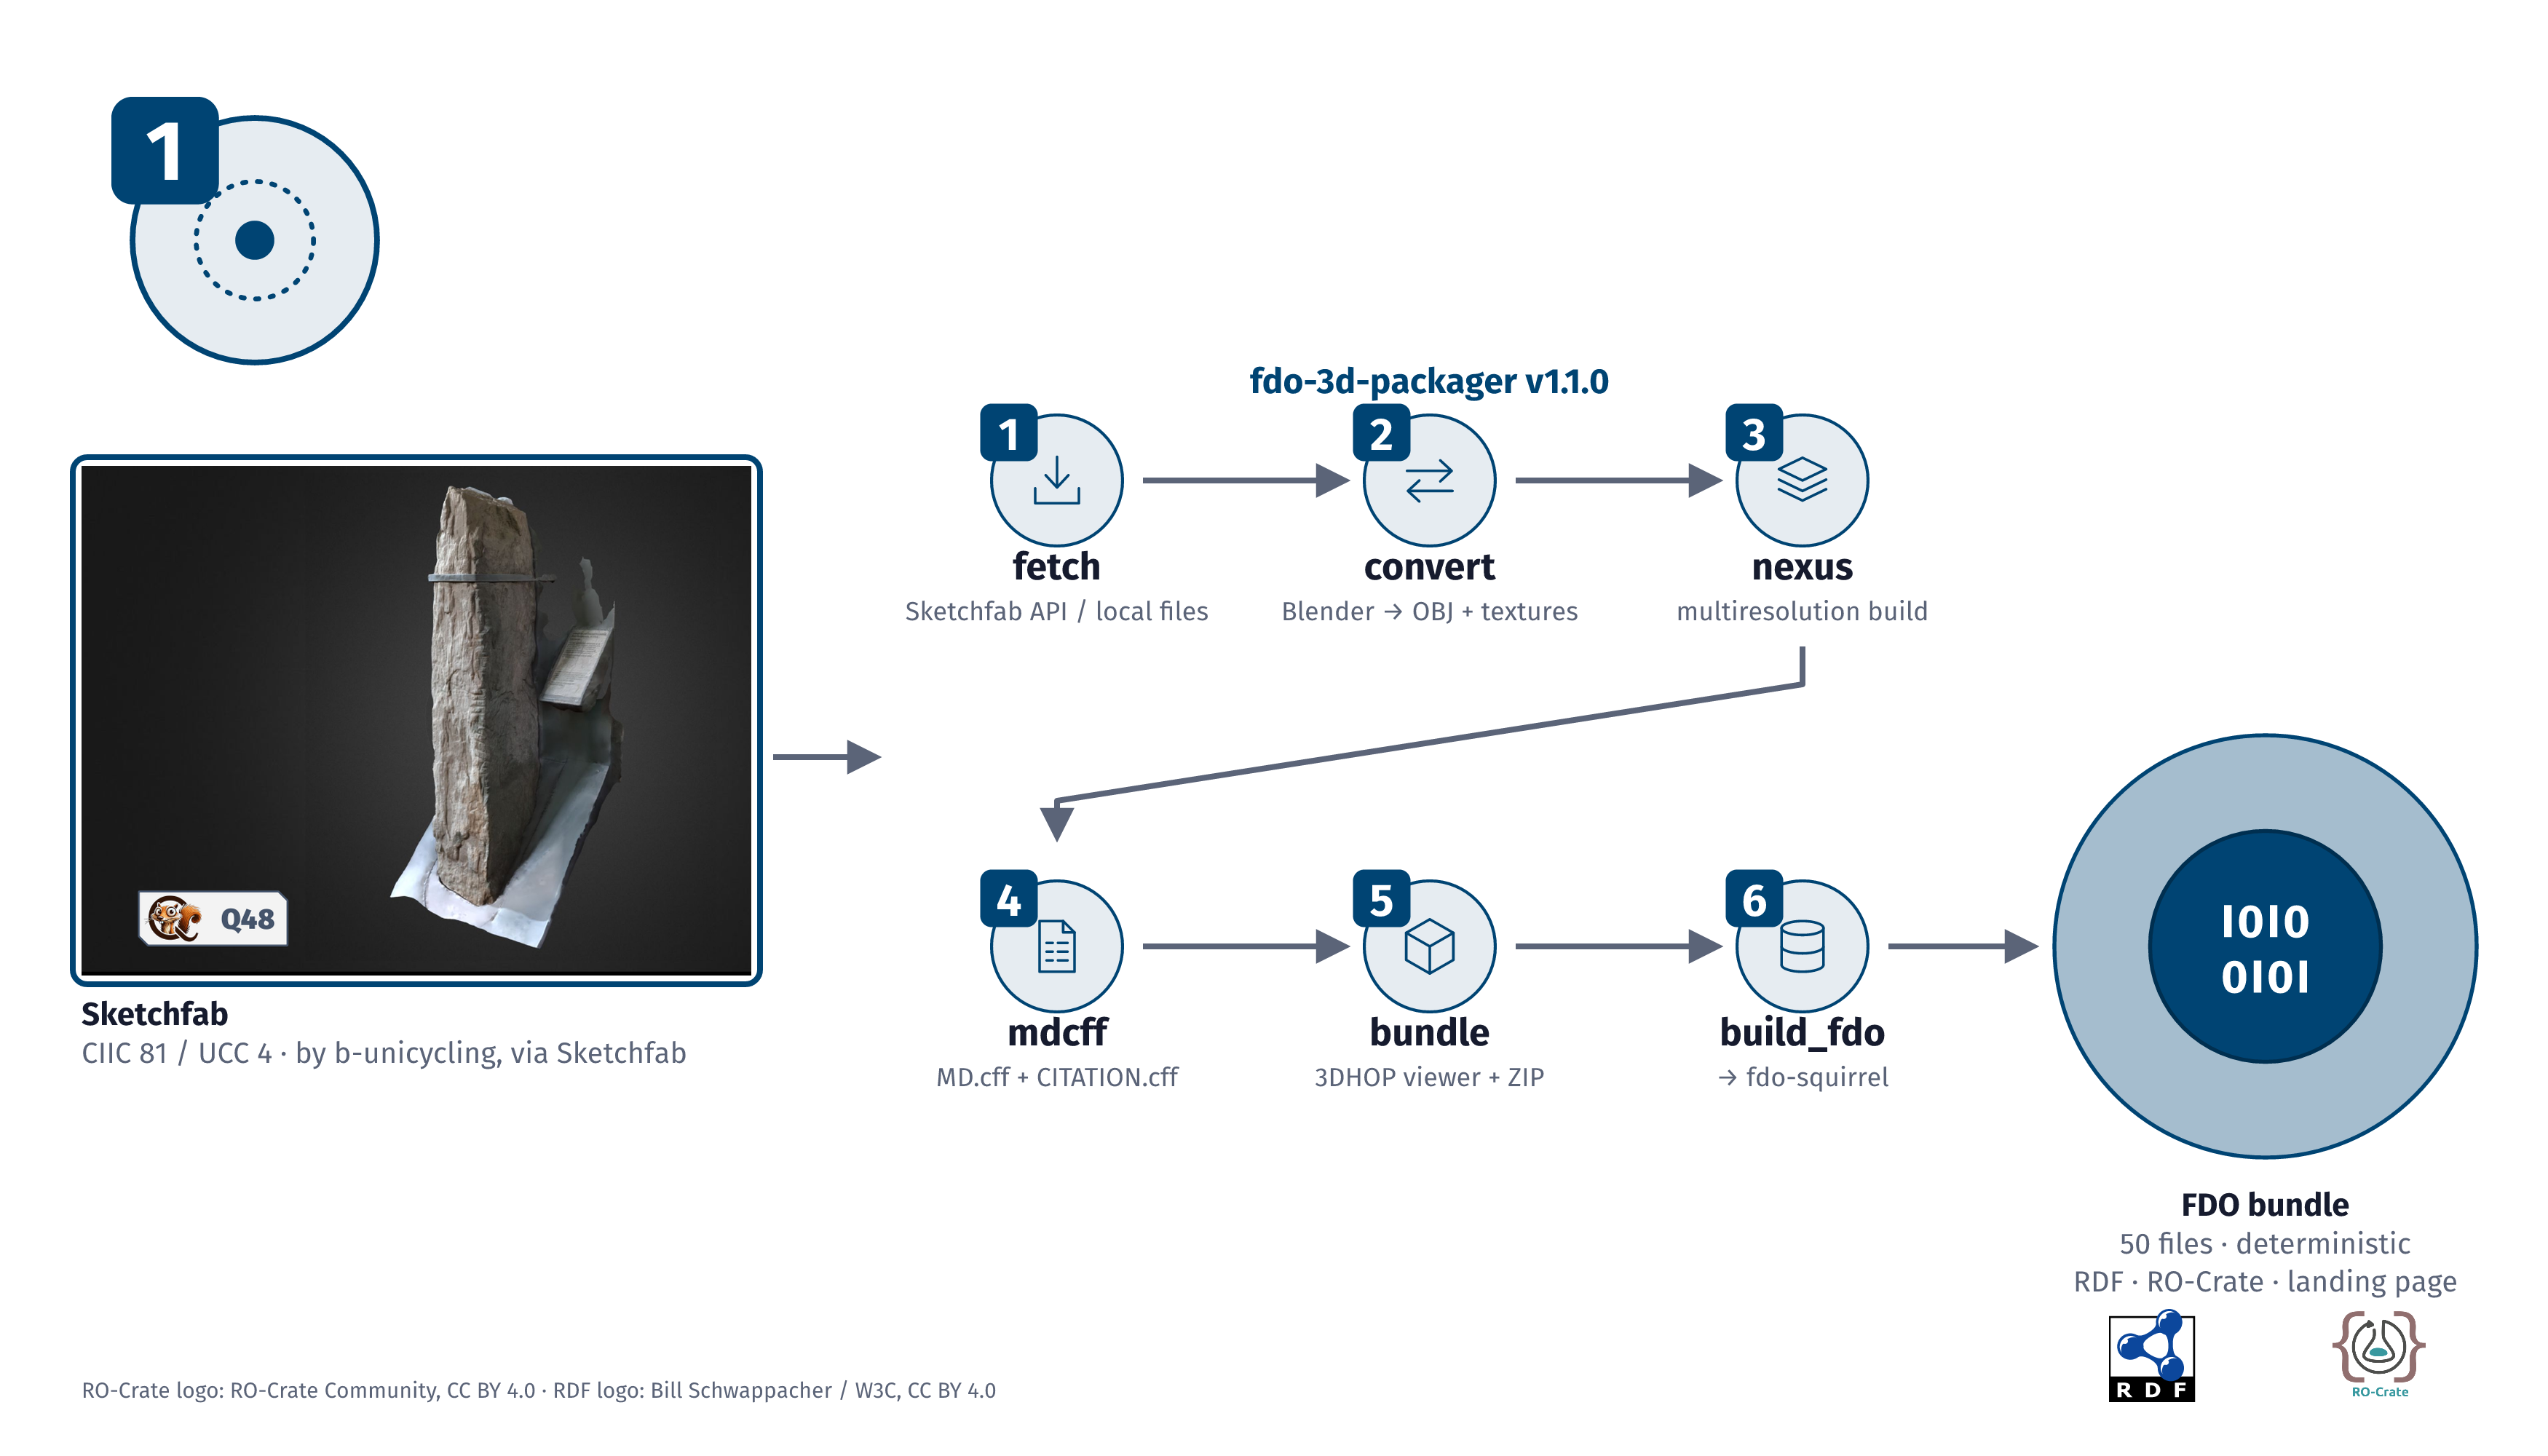 1
fdo-3d-packager v1.1.0
1
2
3
fetch
convert
nexus
Sketchfab API / local files
Blender → OBJ + textures
multiresolution build
Q48
Sketchfab
CIIC 81 / UCC 4 · by b-unicycling, via Sketchfab
4
5
6
mdcff
bundle
build_fdo
MD.cff + CITATION.cff
3DHOP viewer + ZIP
→ fdo-squirrel
I0I0
0I0I
FDO bundle
50 files · deterministic
RDF · RO-Crate · landing page
RDF
RO-Crate
RO-Crate logo: RO-Crate Community, CC BY 4.0 · RDF logo: Bill Schwappacher / W3C, CC BY 4.0